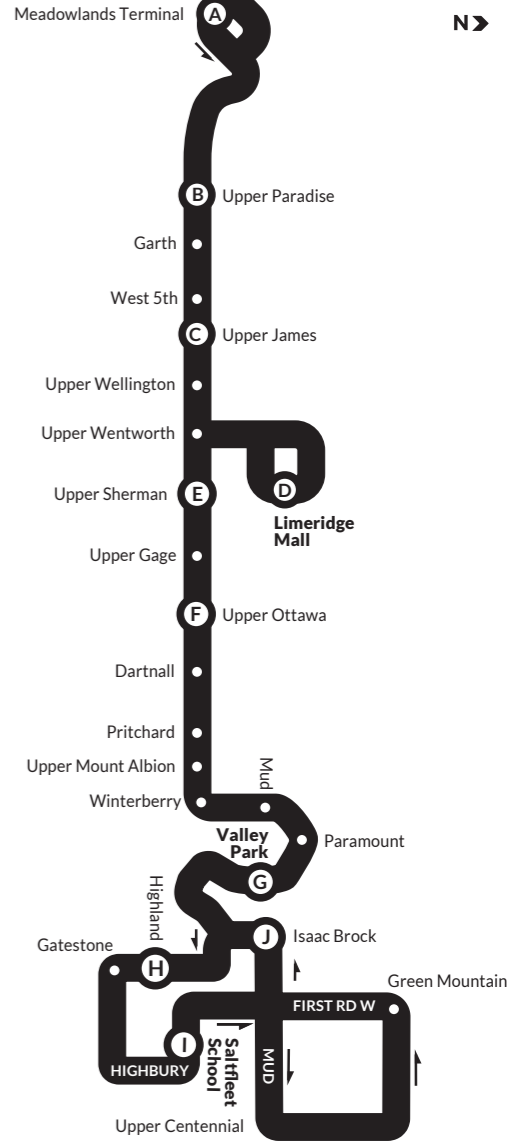 Meadowlands Terminal
A
N
B
Upper Paradise
Garth
West 5th
C
Upper James
Upper Wellington
Upper Wentworth
Upper Sherman
E
D
Limeridge
Mall
Upper Gage
F
Upper Ottawa
Dartnall
Pritchard
Upper Mount Albion
Winterberry
Mud
Paramount
Valley
Park
G
Highland
Gatestone
H
J
Isaac Brock
Green Mountain
FIRST RD W
I
HIGHBURY
Saltfleet
School
MUD
Upper Centennial